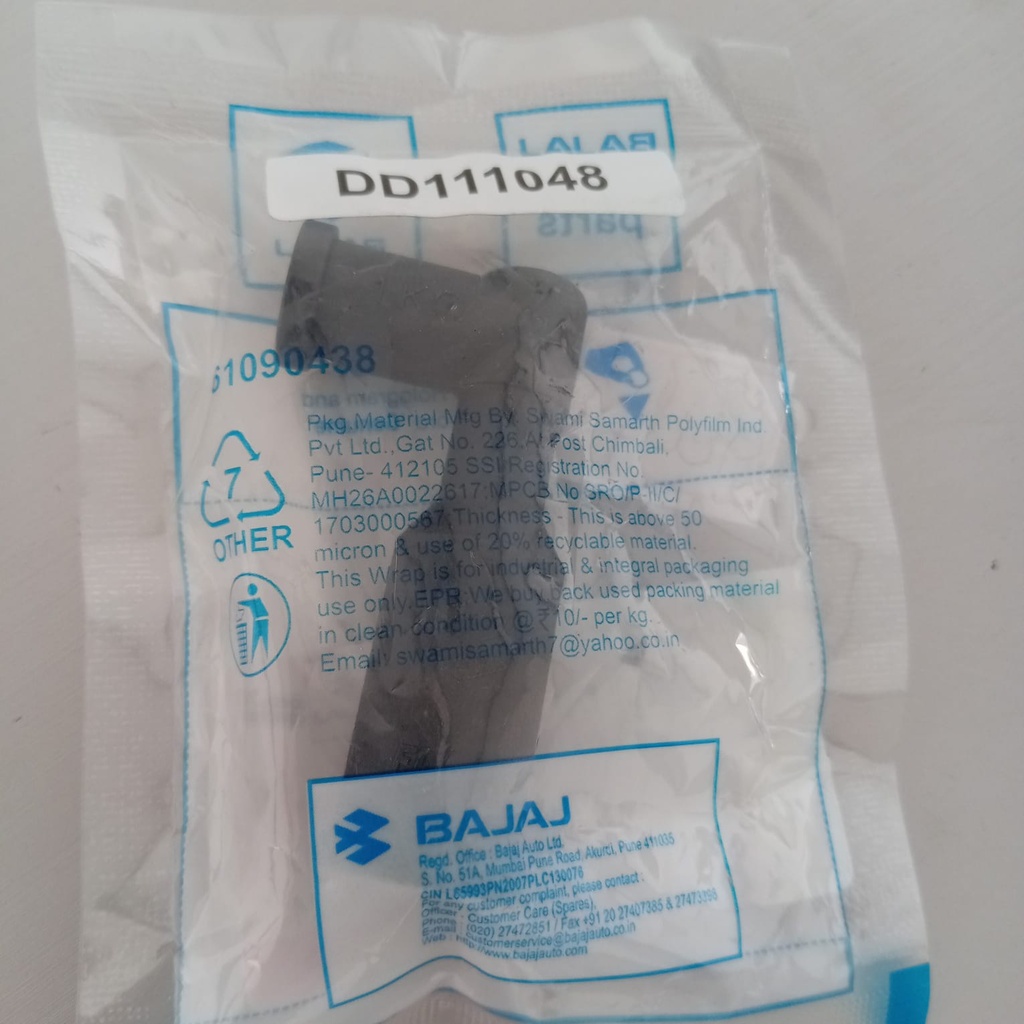 BAJAJ
DD111048
parts
61090438
Pkg.Material Mfg By. Swami Samarth Polyfilm Ind.
Pvt Ltd.,Gat No. 226,At Post Chimbali,
Pune- 412105 SSI Registration No.
MH26A0022617;MPCB No SRO/P-II/C/
1703000567,Thickness - This is above 50
micron & use of 20% recyclable material.
This Wrap is for industrial & integral packaging
use only.EPR:We buy back used packing material
in clean condition @₹10/- per kg.
Email: swamisamarth7@yahoo.co.in
7
OTHER
BAJAJ
Regd. Office : Bajaj Auto Ltd.
S. No. 51A, Mumbai Pune Road, Akurdi, Pune 411035
CIN L65993PN2007PLC130076
For any customer complaint, please contact :
Officer : Customer Care (Spares),
Phone : (020) 27472851 / Fax +91 20 27407385 & 27473398
E-mail : customerservice@bajajauto.co.in
Web : http://www.bajajauto.com